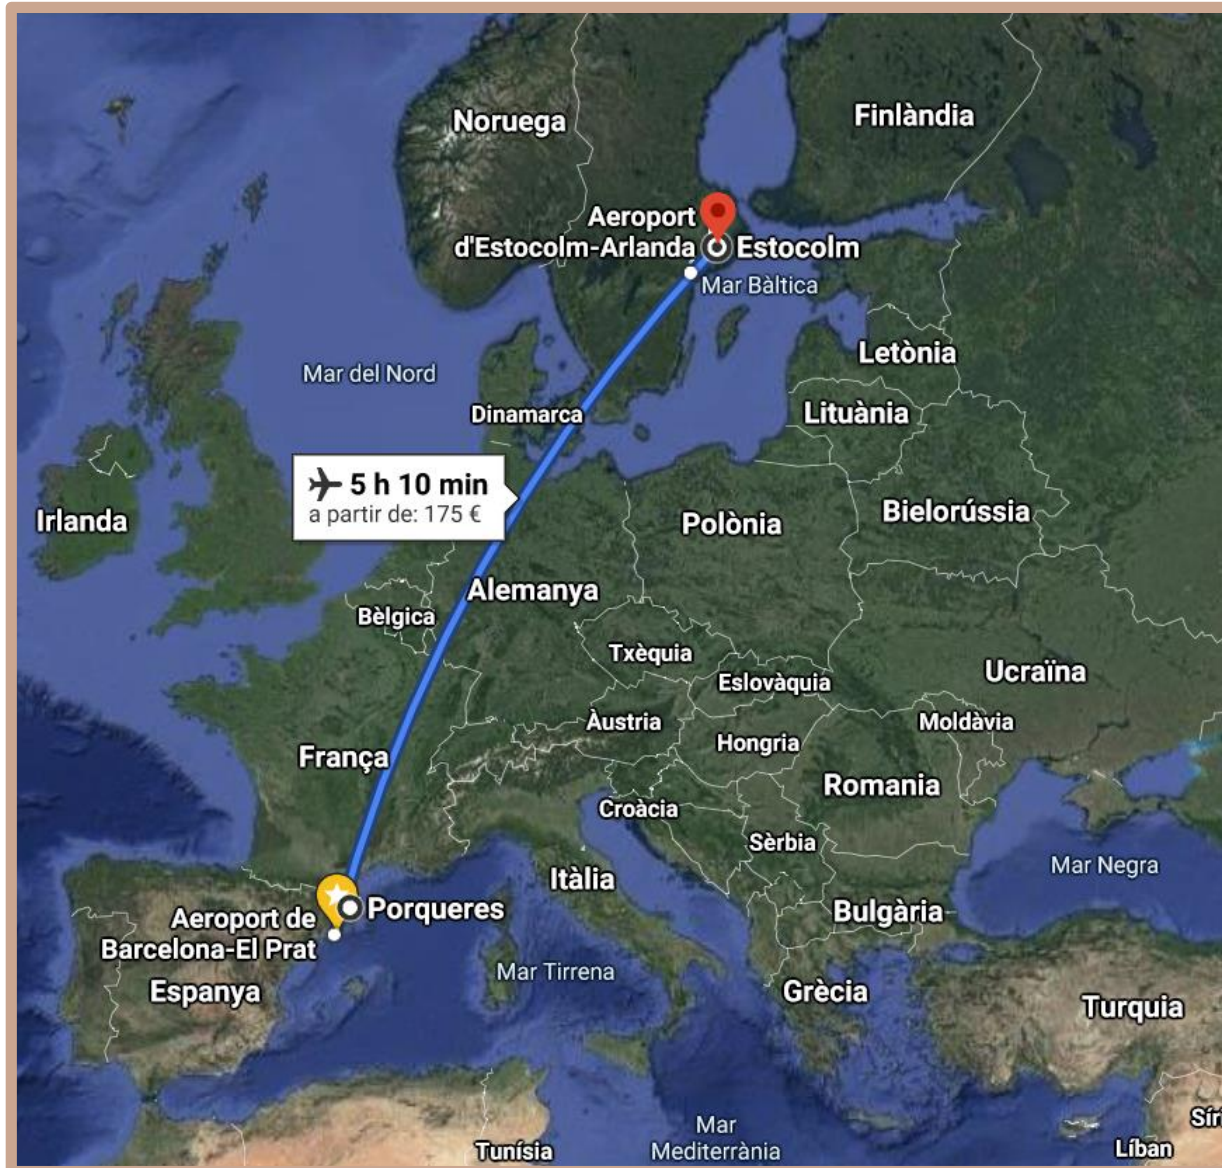 Noruega
Finlàndia
Aeroport
d'Estocolm-Arlanda
Estocolm
Mar Bàltica
Letònia
Mar del Nord
Dinamarca
Lituània
5 h 10 min
a partir de: 175 €
Irlanda
Polònia
Bielorússia
Alemanya
Bèlgica
Txèquia
Ucraïna
Eslovàquia
Àustria
Moldàvia
Hongria
França
Romania
Croàcia
Sèrbia
Mar Negra
Itàlia
Porqueres
Aeroport de
Barcelona-El Prat
Bulgària
Mar Tirrena
Espanya
Grècia
Turquia
Sír
Mar
Mediterrània
Tunísia
Líban